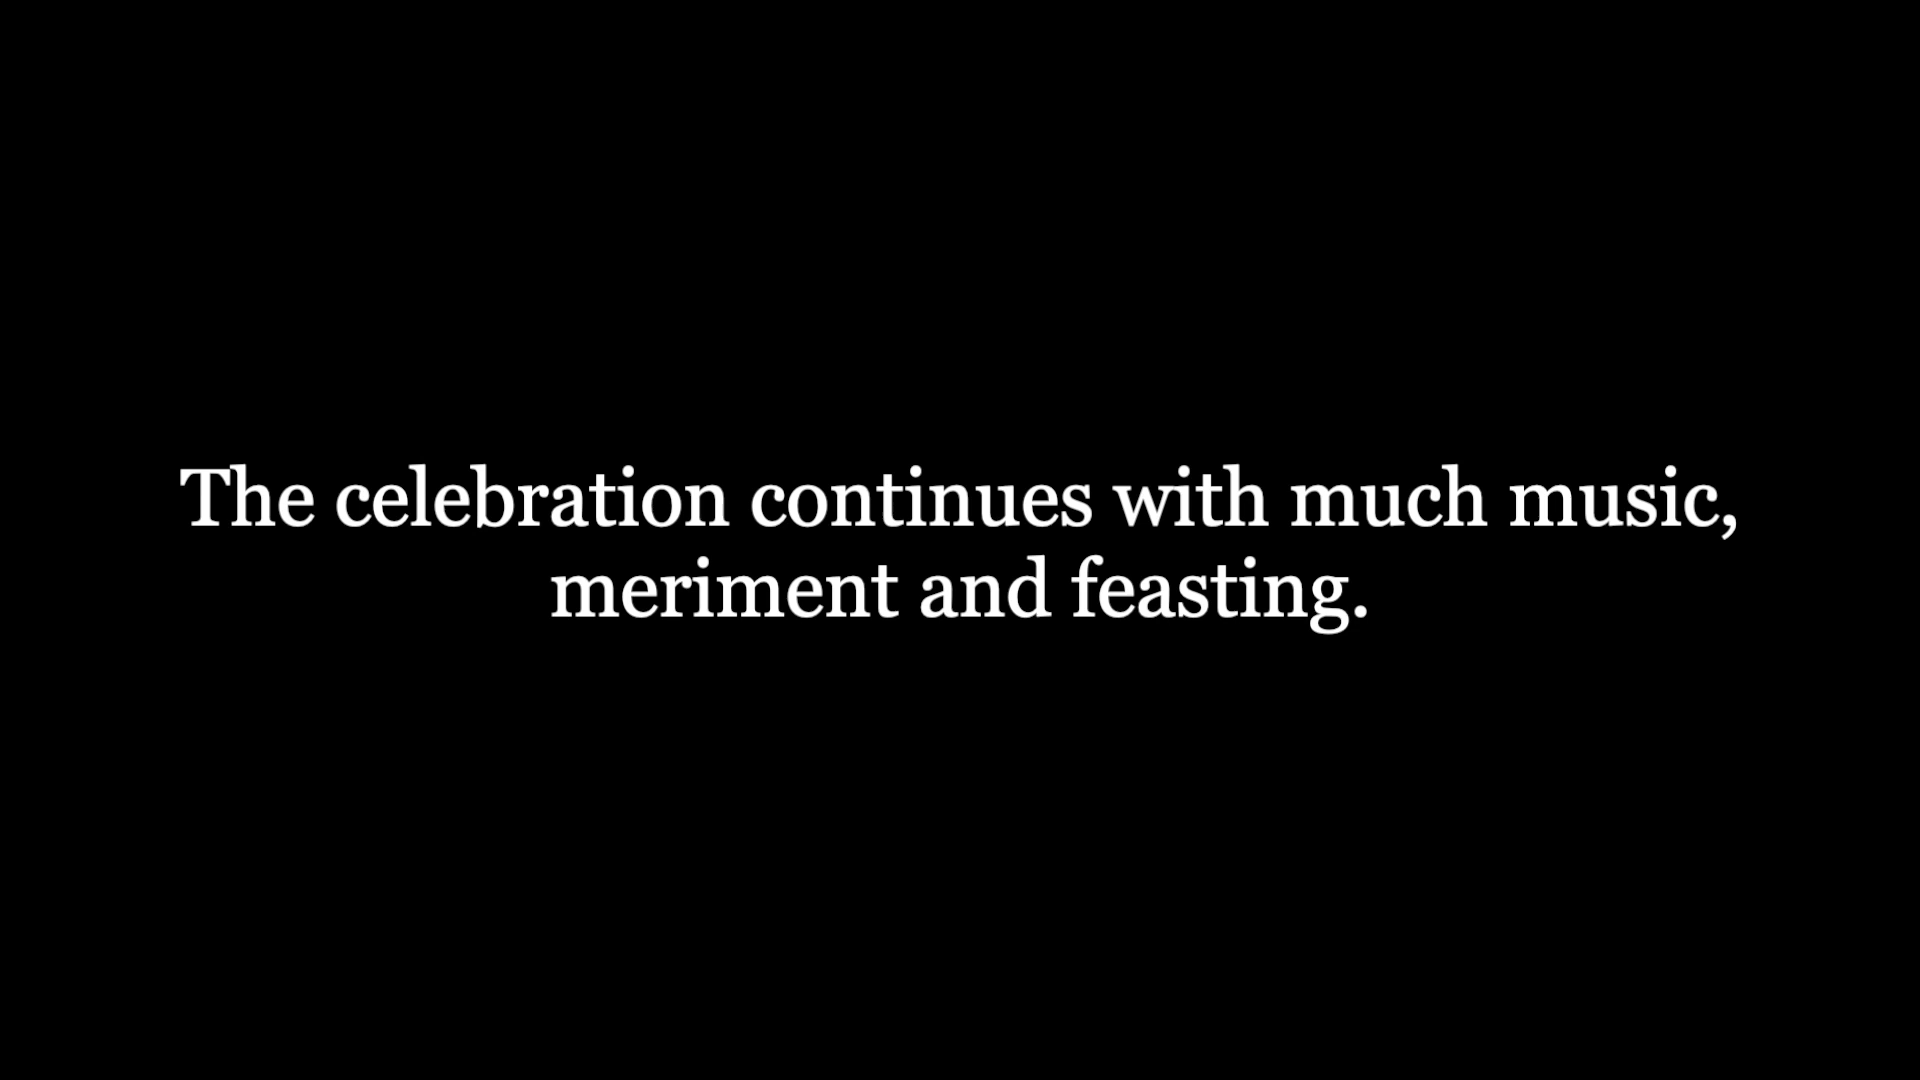 The celebration continues with much music,
meriment and feasting.